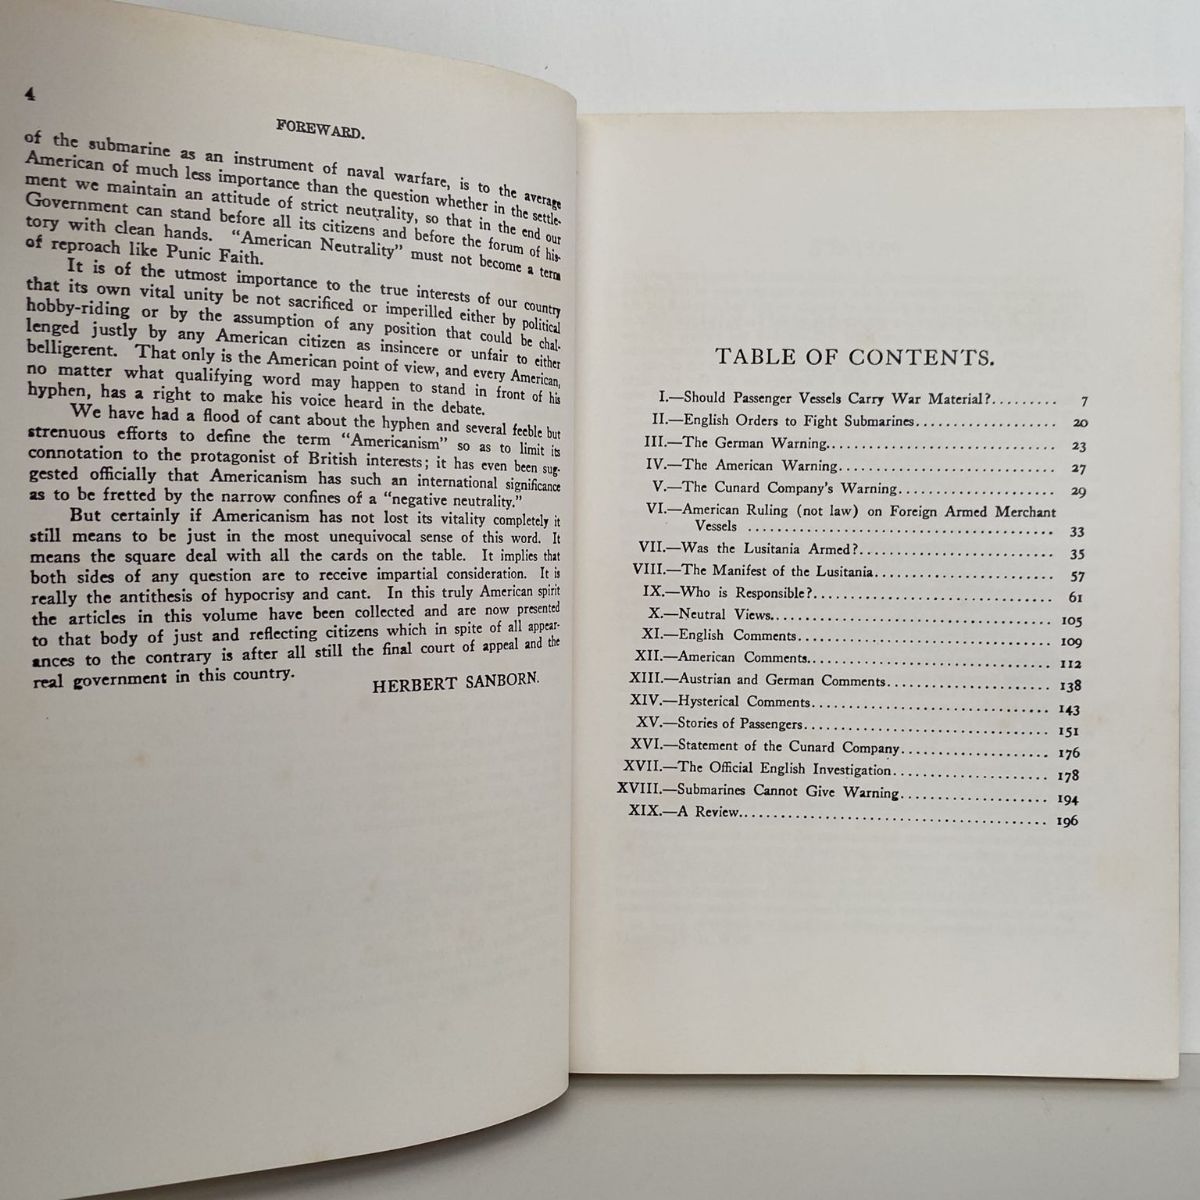 4
FOREWARD.
of the submarine as an instrument of naval warfare, is to the average
American of much less importance than the question whether in the settle-
ment we maintain an attitude of strict neutrality, so that in the end our
Government can stand before all its citizens and before the forum of his-
tory with clean hands. "American Neutrality" must not become a term
of reproach like Punic Faith.
It is of the utmost importance to the true interests of our country
that its own vital unity be not sacrificed or imperilled either by political
hobby-riding or by the assumption of any position that could be chal-
lenged justly by any American citizen as insincere or unfair to either
belligerent. That only is the American point of view, and every American,
no matter what qualifying word may happen to stand in front of his
hyphen, has a right to make his voice heard in the debate.
We have had a flood of cant about the hyphen and several feeble but
strenuous efforts to define the term "Americanism" so as to limit its
connotation to the protagonist of British interests; it has even been sug-
gested officially that Americanism has such an international significance
as to be fretted by the narrow confines of a "negative neutrality."
But certainly if Americanism has not lost its vitality completely it
still means to be just in the most unequivocal sense of this word. It
means the square deal with all the cards on the table. It implies that
both sides of any question are to receive impartial consideration. It is
really the antithesis of hypocrisy and cant. In this truly American spirit
the articles in this volume have been collected and are now presented
to that body of just and reflecting citizens which in spite of all appear-
ances to the contrary is after all still the final court of appeal and the
real government in this country.
HERBERT SANBORN.
TABLE OF CONTENTS.
I.—Should Passenger Vessels Carry War Material?......... 7
II.—English Orders to Fight Submarines.................... 20
III.—The German Warning................................. 23
IV.—The American Warning............................... 27
V.—The Cunard Company's Warning....................... 29
VI.—American Ruling (not law) on Foreign Armed Merchant
Vessels ............................................. 33
VII.—Was the Lusitania Armed?............................ 35
VIII.—The Manifest of the Lusitania.......................... 57
IX.—Who is Responsible?.................................. 61
X.—Neutral Views........................................ 105
XI.—English Comments................................... 109
XII.—American Comments.................................. 112
XIII.—Austrian and German Comments....................... 138
XIV.—Hysterical Comments................................. 143
XV.—Stories of Passengers.................................. 151
XVI.—Statement of the Cunard Company..................... 176
XVII.—The Official English Investigation...................... 178
XVIII.—Submarines Cannot Give Warning..................... 194
XIX.—A Review............................................ 196